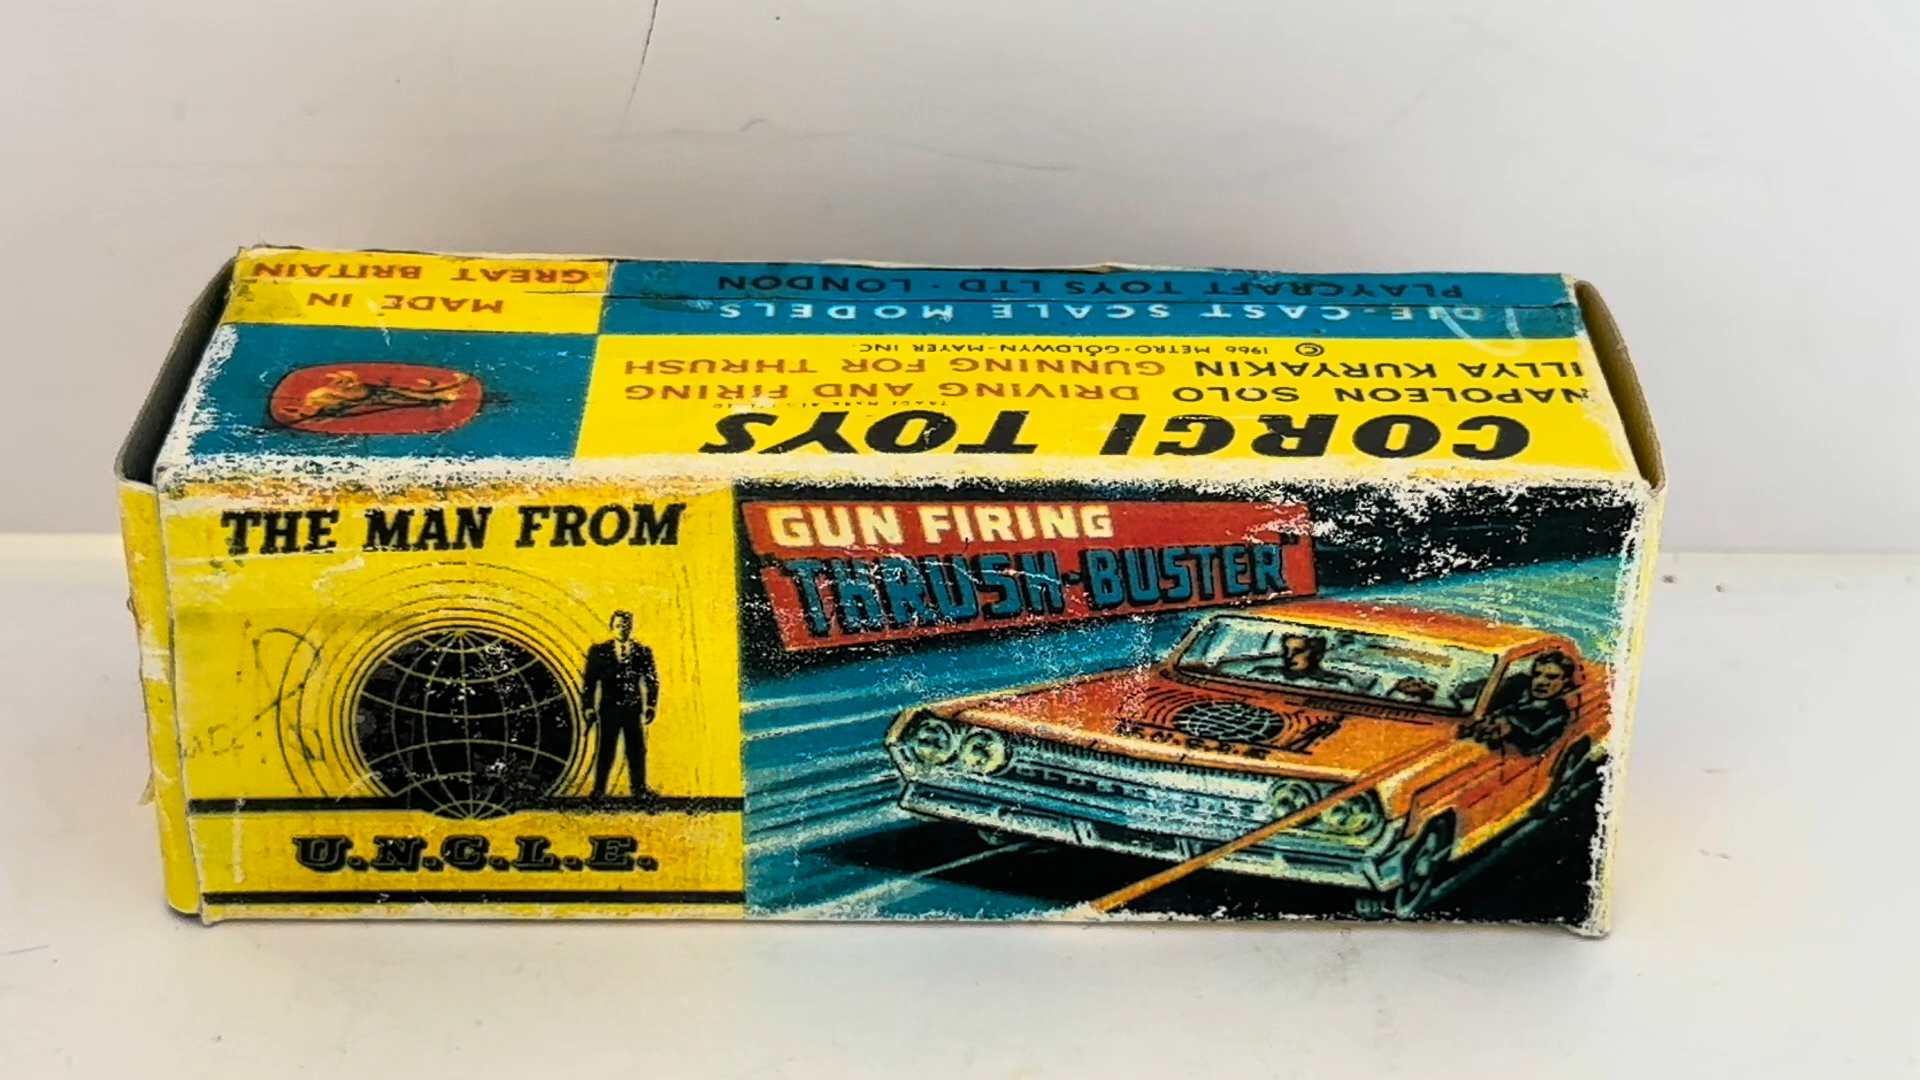 THE MAN FROM
U.N.C.L.E.
GUN FIRING
"THRUSH-BUSTER"
U.N.C.L.E.
CORGI TOYS
NAPOLEON SOLO DRIVING AND FIRING
ILLYA KURYAKIN GUNNING FOR THRUSH
© 1966 METRO-GOLDWYN-MAYER INC.
DIE-CAST SCALE MODELS
PLAYCRAFT TOYS LTD · LONDON
MADE IN
GREAT BRITAIN